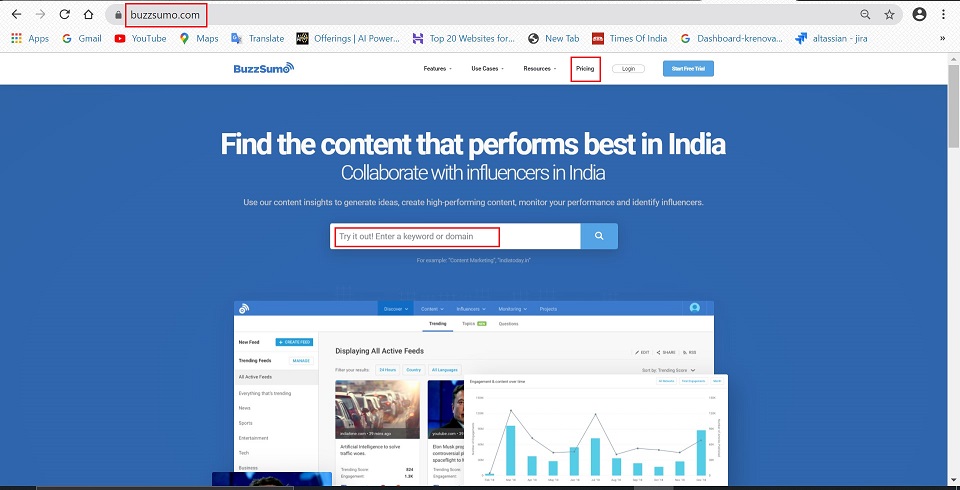 buzzsumo.com
Apps Gmail YouTube Maps Translate Offerings | AI Power... Top 20 Websites for... New Tab Times Of India Dashboard-krenova... altassian - jira »
BuzzSumo Features Use Cases Resources Pricing Login Start Free Trial
Find the content that performs best in India
Collaborate with influencers in India
Use our content insights to generate ideas, create high-performing content, monitor your performance and identify influencers.
Try it out! Enter a keyword or domain
For example: "Content Marketing", "indiatoday.in"
Discover Content Influencers Monitoring Projects
Trending Topics Questions
New Feed + CREATE FEED
Displaying All Active Feeds EDIT SHARE RSS
Trending Feeds MANAGE
Filter your results: 24 Hours Country All Languages Sort by: Trending Score
All Active Feeds
Everything that's trending
News
Sports
Entertainment
Tech
Business
Engagement & content over time
39 mins ago
youtube.com • 39
Artificial Intelligence to solve
traffic woes.
Trending Score: 824
Engagement: 1.3K
Elon Musk
controversial
spaceflight to
Trending Score
Engagement